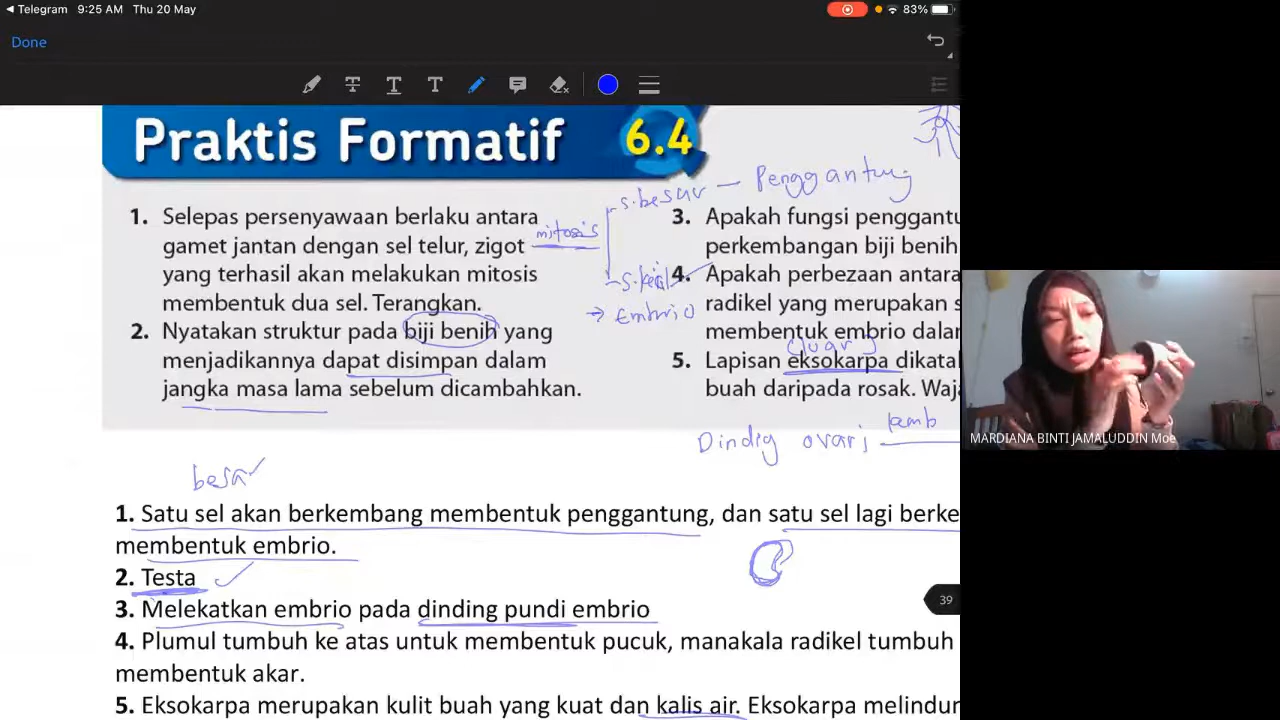 Telegram 9:25 AM Thu 20 May 83%
Done
Praktis Formatif 6.4
s.besar — Penggantung
1. Selepas persenyawaan berlaku antara
gamet jantan dengan sel telur, zigot
yang terhasil akan melakukan mitosis
membentuk dua sel. Terangkan.
mitosis
s.kecil
→ Embrio
2. Nyatakan struktur pada biji benih yang
menjadikannya dapat disimpan dalam
jangka masa lama sebelum dicambahkan.
3. Apakah fungsi penggantu
perkembangan biji benih
4. Apakah perbezaan antara
radikel yang merupakan s
membentuk embrio dalam
luar
5. Lapisan eksokarpa dikatak
buah daripada rosak. Waja
Dindig ovari
besar
1. Satu sel akan berkembang membentuk penggantung, dan satu sel lagi berke
membentuk embrio.
2. Testa
3. Melekatkan embrio pada dinding pundi embrio
4. Plumul tumbuh ke atas untuk membentuk pucuk, manakala radikel tumbuh
membentuk akar.
5. Eksokarpa merupakan kulit buah yang kuat dan kalis air. Eksokarpa melindun
39
MARDIANA BINTI JAMALUDDIN Moe